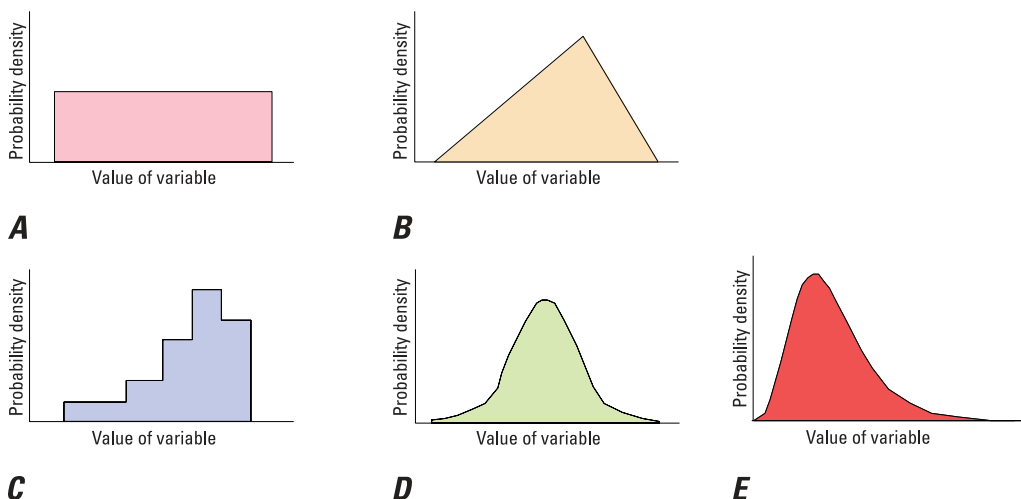 Probability density
Value of variable
A
Probability density
Value of variable
B
Probability density
Value of variable
C
Probability density
Value of variable
D
Probability density
Value of variable
E